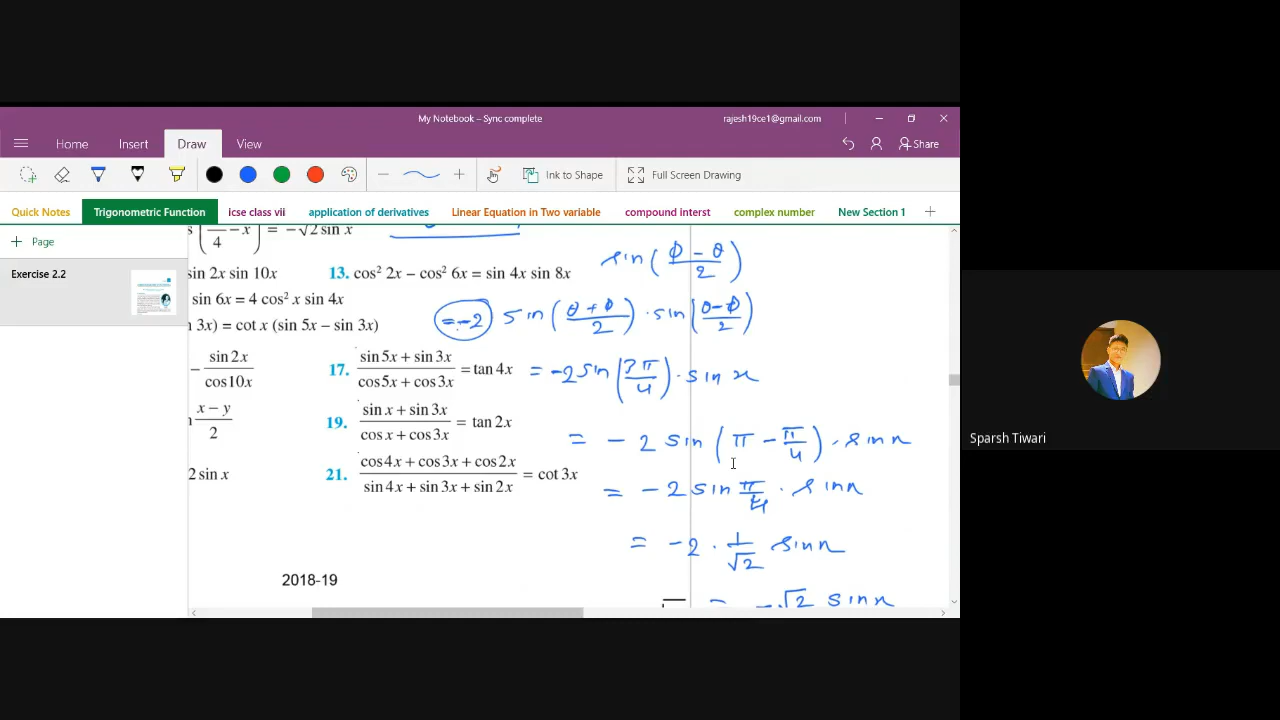 My Notebook – Sync complete
rajesh19ce1@gmail.com
Home
Insert
Draw
View
Share
Ink to Shape
Full Screen Drawing
Quick Notes
Trigonometric Function
icse class vii
application of derivatives
Linear Equation in Two variable
compound interst
complex number
New Section 1
+ Page
Exercise 2.2
(π/4 − x) = −√2 sin x
sin 2x sin 10x
13. cos² 2x − cos² 6x = sin 4x sin 8x
sin 6x = 4 cos² x sin 4x
3x) = cot x (sin 5x − sin 3x)
− sin 2x / cos 10x
17. (sin 5x + sin 3x) / (cos 5x + cos 3x) = tan 4x
x − y / 2
19. (sin x + sin 3x) / (cos x + cos 3x) = tan 2x
2 sin x
21. (cos 4x + cos 3x + cos 2x) / (sin 4x + sin 3x + sin 2x) = cot 3x
2018-19
sin ((ϕ − θ)/2)
= −2 sin ((θ + ϕ)/2) · sin ((θ − ϕ)/2)
= −2 sin (3π/4) · sin x
= −2 sin (π − π/4) · sin x
= −2 sin π/4 · sin x
= −2 · 1/√2 sin x
= −√2 sin x
Sparsh Tiwari